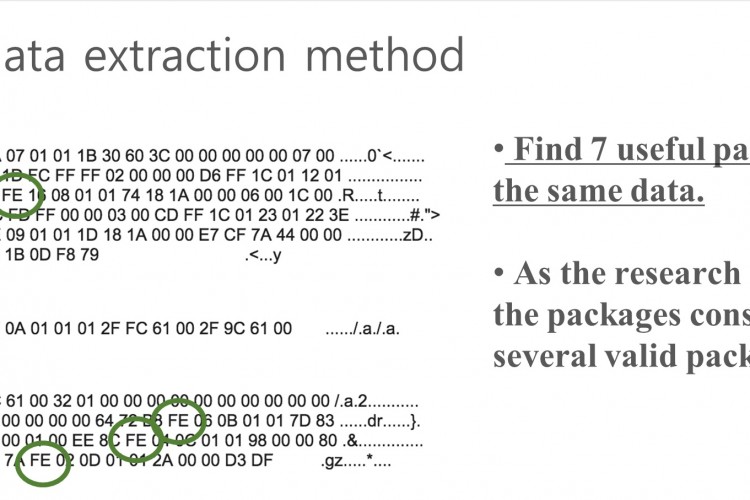 ata extraction method
07 01 01 1B 30 60 3C 00 00 00 00 00 07 00 ......0`<.......
1D FC FF FF 02 00 00 00 D6 FF 1C 01 12 01 ................
FE 16 08 01 01 74 18 1A 00 00 06 00 1C 00 .R.....t........
FD FF 00 00 03 00 CD FF 1C 01 23 01 22 3E ............#.">
09 01 01 1D 18 1A 00 00 E7 CF 7A 44 00 00 ............zD..
1B 0D F8 79 .<...y
0A 01 01 01 2F FC 61 00 2F 9C 61 00 ....../.a./.a.
61 00 32 01 00 00 00 00 00 00 00 00 00 00 /.a.2...........
00 00 00 00 64 72 FE 06 0B 01 01 7D 83 ......dr......}.
00 01 00 EE 8C FE 04 0C 01 01 98 00 00 80 .&..............
7A FE 02 0D 01 01 2A 00 00 D3 DF .gz.....*....
• Find 7 useful pa
the same data.
• As the research
the packages cons
several valid pack